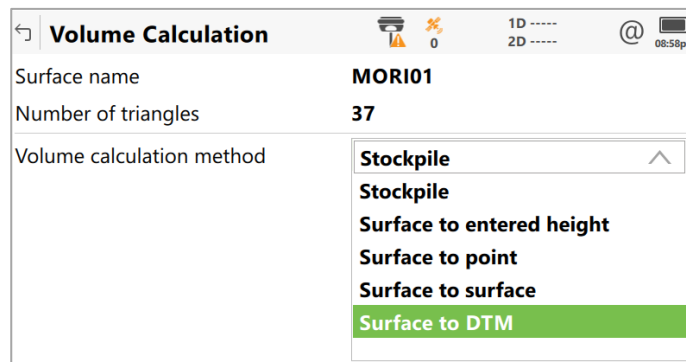 Volume Calculation
0
1D -----
2D -----
@
08:58p
Surface name MORI01
Number of triangles 37
Volume calculation method Stockpile
Stockpile
Surface to entered height
Surface to point
Surface to surface
Surface to DTM